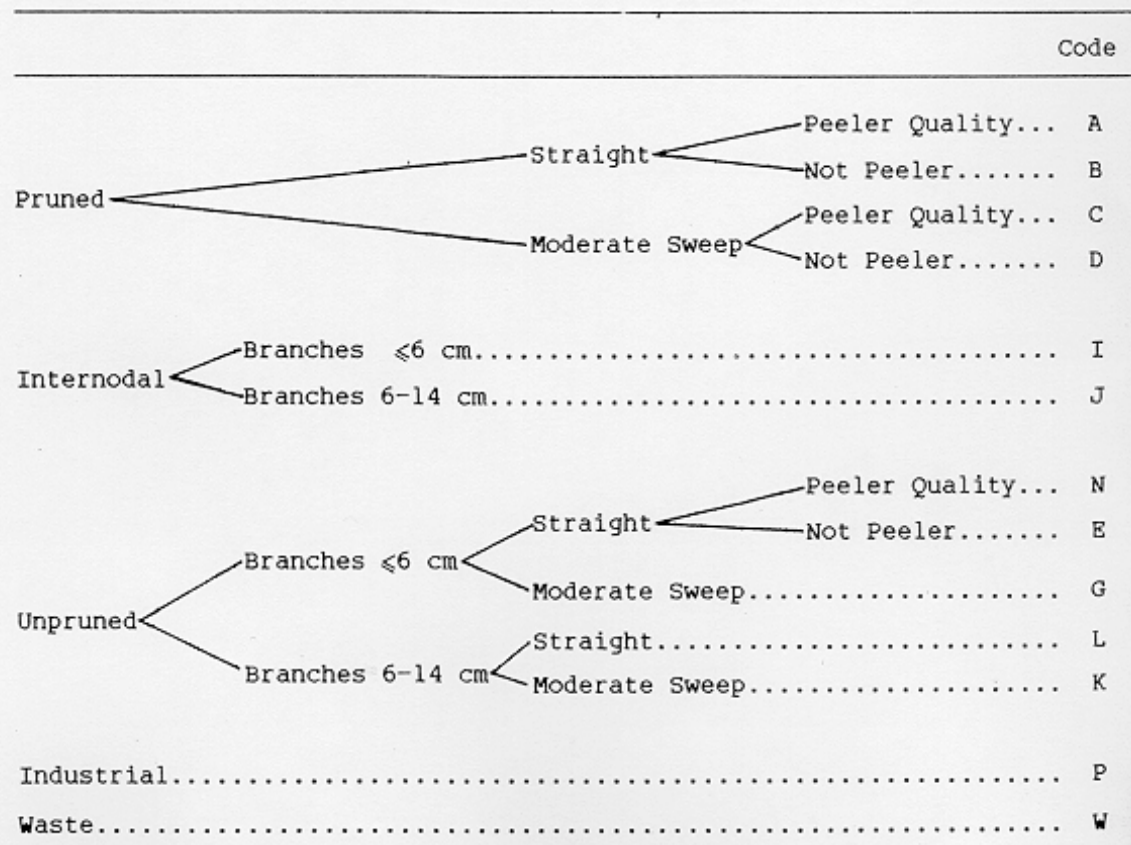 Code
Peeler Quality... A
Straight
Not Peeler....... B
Pruned
Peeler Quality... C
Moderate Sweep
Not Peeler....... D
Branches ⩽6 cm....................................... I
Internodal
Branches 6-14 cm...................................... J
Peeler Quality... N
Straight
Not Peeler....... E
Branches ⩽6 cm
Moderate Sweep..................... G
Unpruned
Straight........................... L
Branches 6-14 cm
Moderate Sweep..................... K
Industrial............................................................ P
Waste................................................................. W